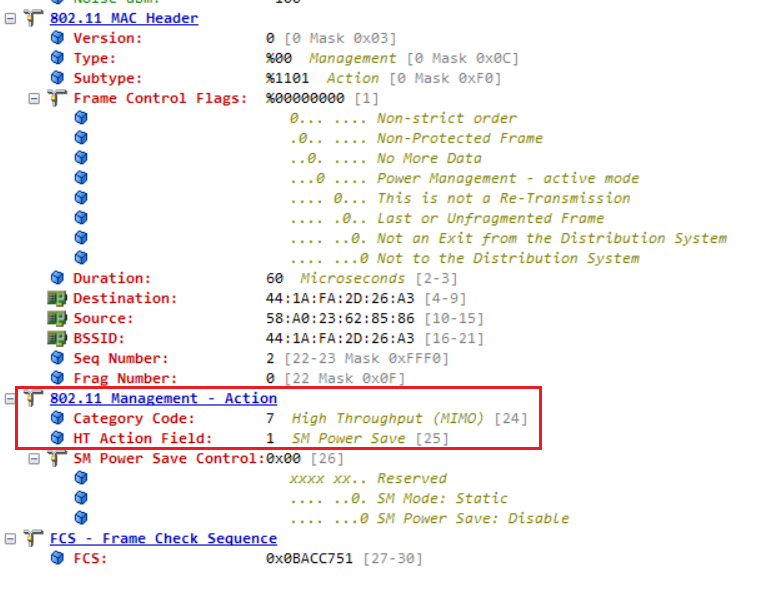 802.11 MAC Header
Version: 0 [0 Mask 0x03]
Type: %00 Management [0 Mask 0x0C]
Subtype: %1101 Action [0 Mask 0xF0]
Frame Control Flags: %00000000 [1]
0... .... Non-strict order
.0.. .... Non-Protected Frame
..0. .... No More Data
...0 .... Power Management - active mode
.... 0... This is not a Re-Transmission
.... .0.. Last or Unfragmented Frame
.... ..0. Not an Exit from the Distribution System
.... ...0 Not to the Distribution System
Duration: 60 Microseconds [2-3]
Destination: 44:1A:FA:2D:26:A3 [4-9]
Source: 58:A0:23:62:85:86 [10-15]
BSSID: 44:1A:FA:2D:26:A3 [16-21]
Seq Number: 2 [22-23 Mask 0xFFF0]
Frag Number: 0 [22 Mask 0x0F]
802.11 Management - Action
Category Code: 7 High Throughput (MIMO) [24]
HT Action Field: 1 SM Power Save [25]
SM Power Save Control:0x00 [26]
xxxx xx.. Reserved
.... ..0. SM Mode: Static
.... ...0 SM Power Save: Disable
FCS - Frame Check Sequence
FCS: 0x0BACC751 [27-30]